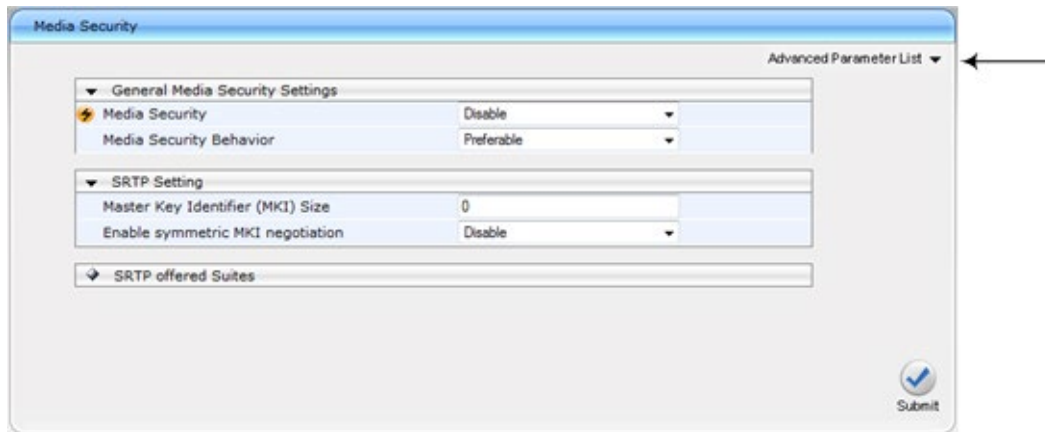 Media Security
Advanced Parameter List
General Media Security Settings
Media Security Disable
Media Security Behavior Preferable
SRTP Setting
Master Key Identifier (MKI) Size 0
Enable symmetric MKI negotiation Disable
SRTP offered Suites
Submit